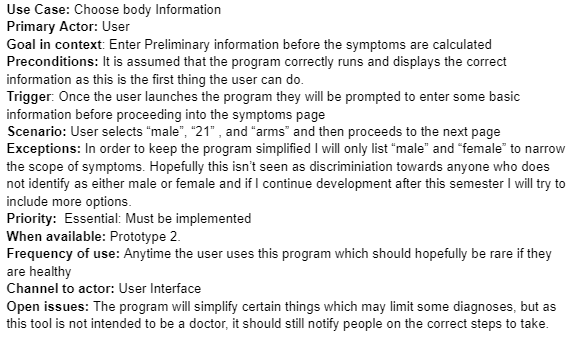 Use Case: Choose body Information
Primary Actor: User
Goal in context: Enter Preliminary information before the symptoms are calculated
Preconditions: It is assumed that the program correctly runs and displays the correct
information as this is the first thing the user can do.
Trigger: Once the user launches the program they will be prompted to enter some basic
information before proceeding into the symptoms page
Scenario: User selects “male”, “21” , and “arms” and then proceeds to the next page
Exceptions: In order to keep the program simplified I will only list “male” and “female” to narrow
the scope of symptoms. Hopefully this isn’t seen as discriminiation towards anyone who does
not identify as either male or female and if I continue development after this semester I will try to
include more options.
Priority: Essential: Must be implemented
When available: Prototype 2.
Frequency of use: Anytime the user uses this program which should hopefully be rare if they
are healthy
Channel to actor: User Interface
Open issues: The program will simplify certain things which may limit some diagnoses, but as
this tool is not intended to be a doctor, it should still notify people on the correct steps to take.